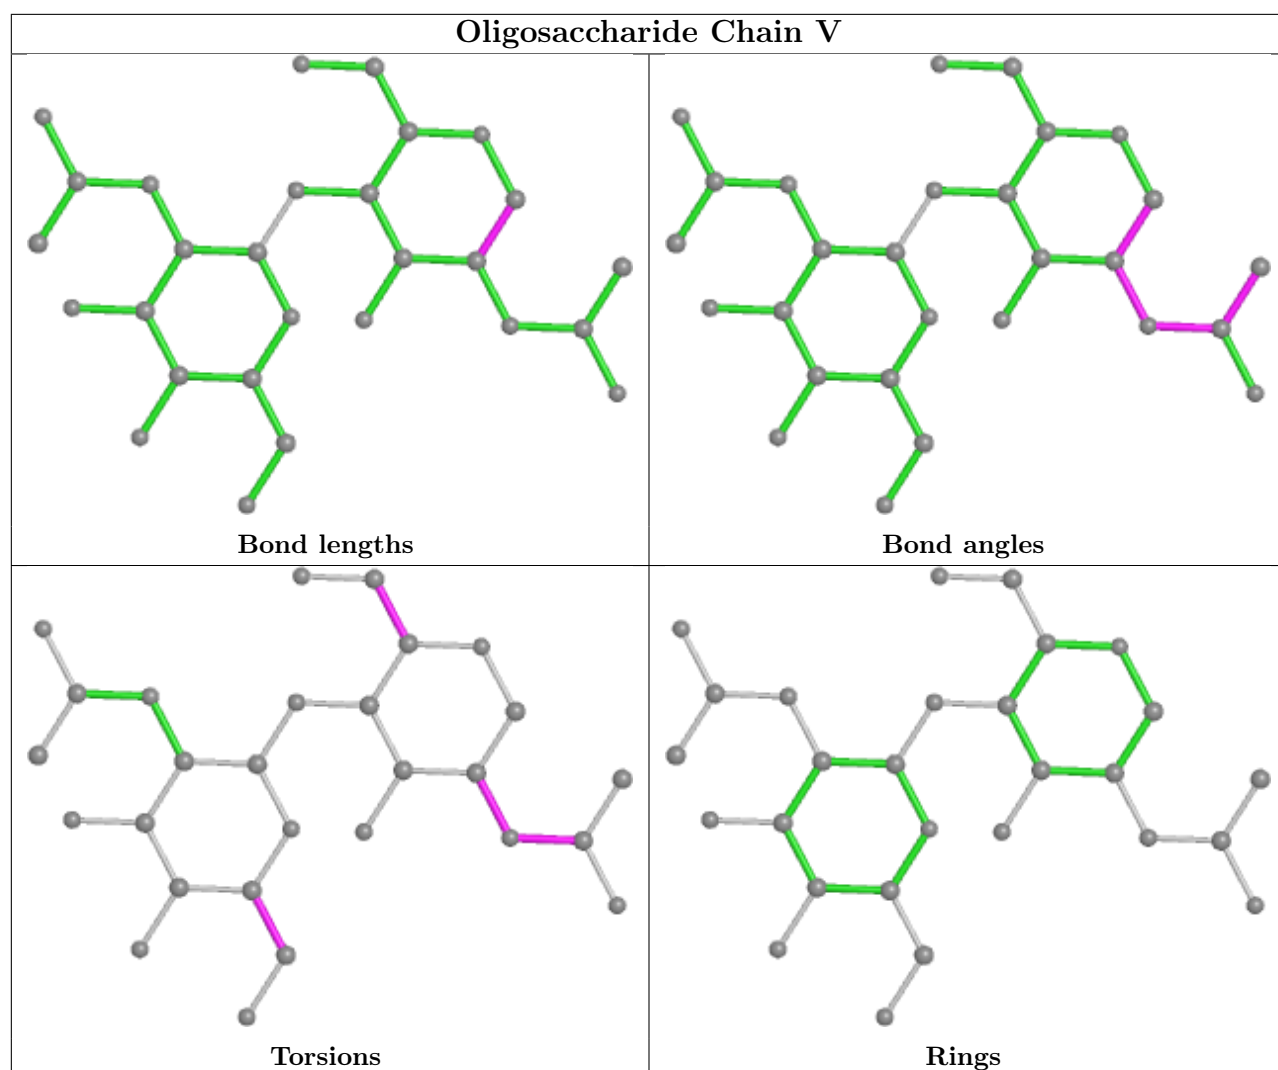 Oligosaccharide Chain V
Bond lengths
Bond angles
Torsions
Rings